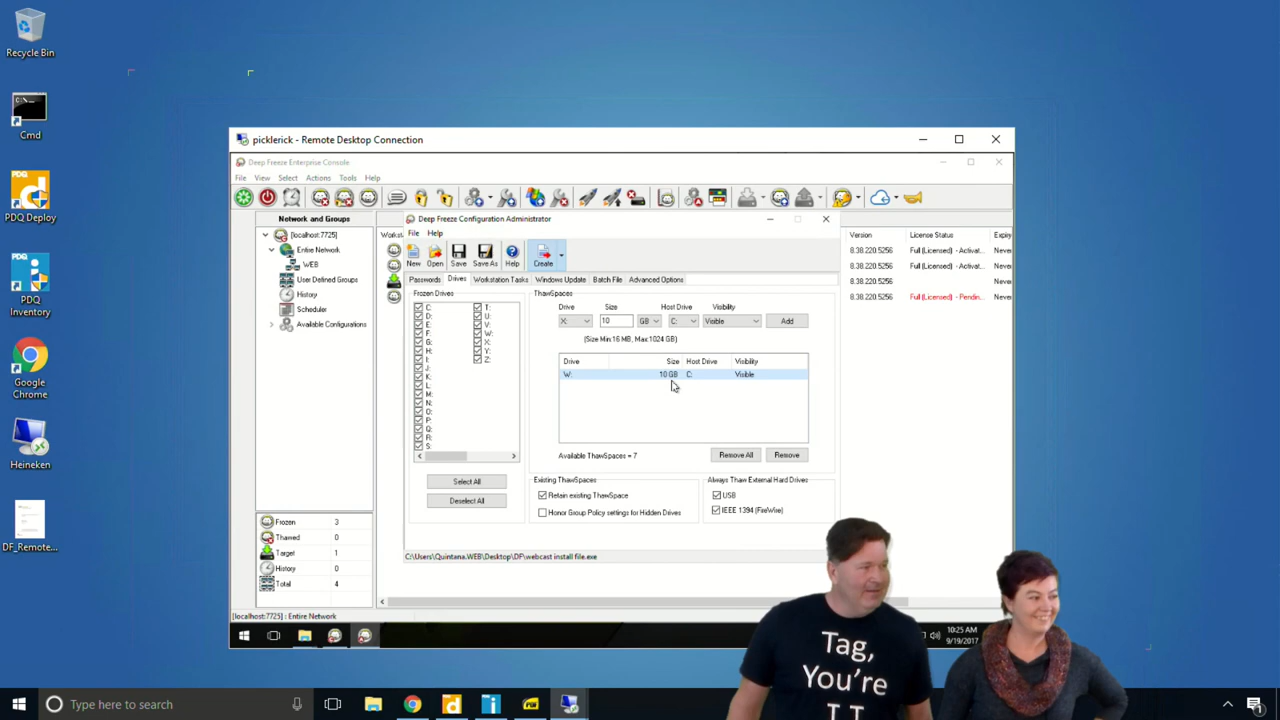 Recycle Bin
Cmd
PDQ Deploy
PDQ
Inventory
Google
Chrome
Heineken
DF_Remote...
picklerick - Remote Desktop Connection
Deep Freeze Enterprise Console
File View Select Actions Tools Help
Network and Groups
[localhost:7725]
Entire Network
WEB
User Defined Groups
History
Scheduler
Available Configurations
Frozen 3
Thawed 0
Target 1
History 0
Total 4
[localhost:7725] : Entire Network
Deep Freeze Configuration Administrator
File Help
New Open Save Save As Help Create
Passwords Drives Workstation Tasks Windows Update Batch File Advanced Options
Frozen Drives
C: T:
D: U:
E: V:
F: W:
G: X:
H: Y:
I: Z:
J:
K:
L:
M:
N:
O:
P:
Q:
R:
S:
Select All
Deselect All
ThawSpaces
Drive Size Host Drive Visibility
X: 10 GB C: Visible Add
(Size Min:16 MB, Max:1024 GB)
Drive Size Host Drive Visibility
W: 10 GB C: Visible
Available ThawSpaces = 7
Remove All Remove
Existing ThawSpaces
Retain existing ThawSpace
Honor Group Policy settings for Hidden Drives
Always Thaw External Hard Drives
USB
IEEE 1394 (FireWire)
C:\Users\Quintana.WEB\Desktop\DF\webcast install file.exe
Version License Status
8.38.220.5256 Full (Licensed) - Activat... Never
8.38.220.5256 Full (Licensed) - Activat... Never
8.38.220.5256 Never
8.38.220.5256 Full (Licensed) - Pendin... Never
10:25 AM
9/19/2017
Tag,
You're
Type here to search